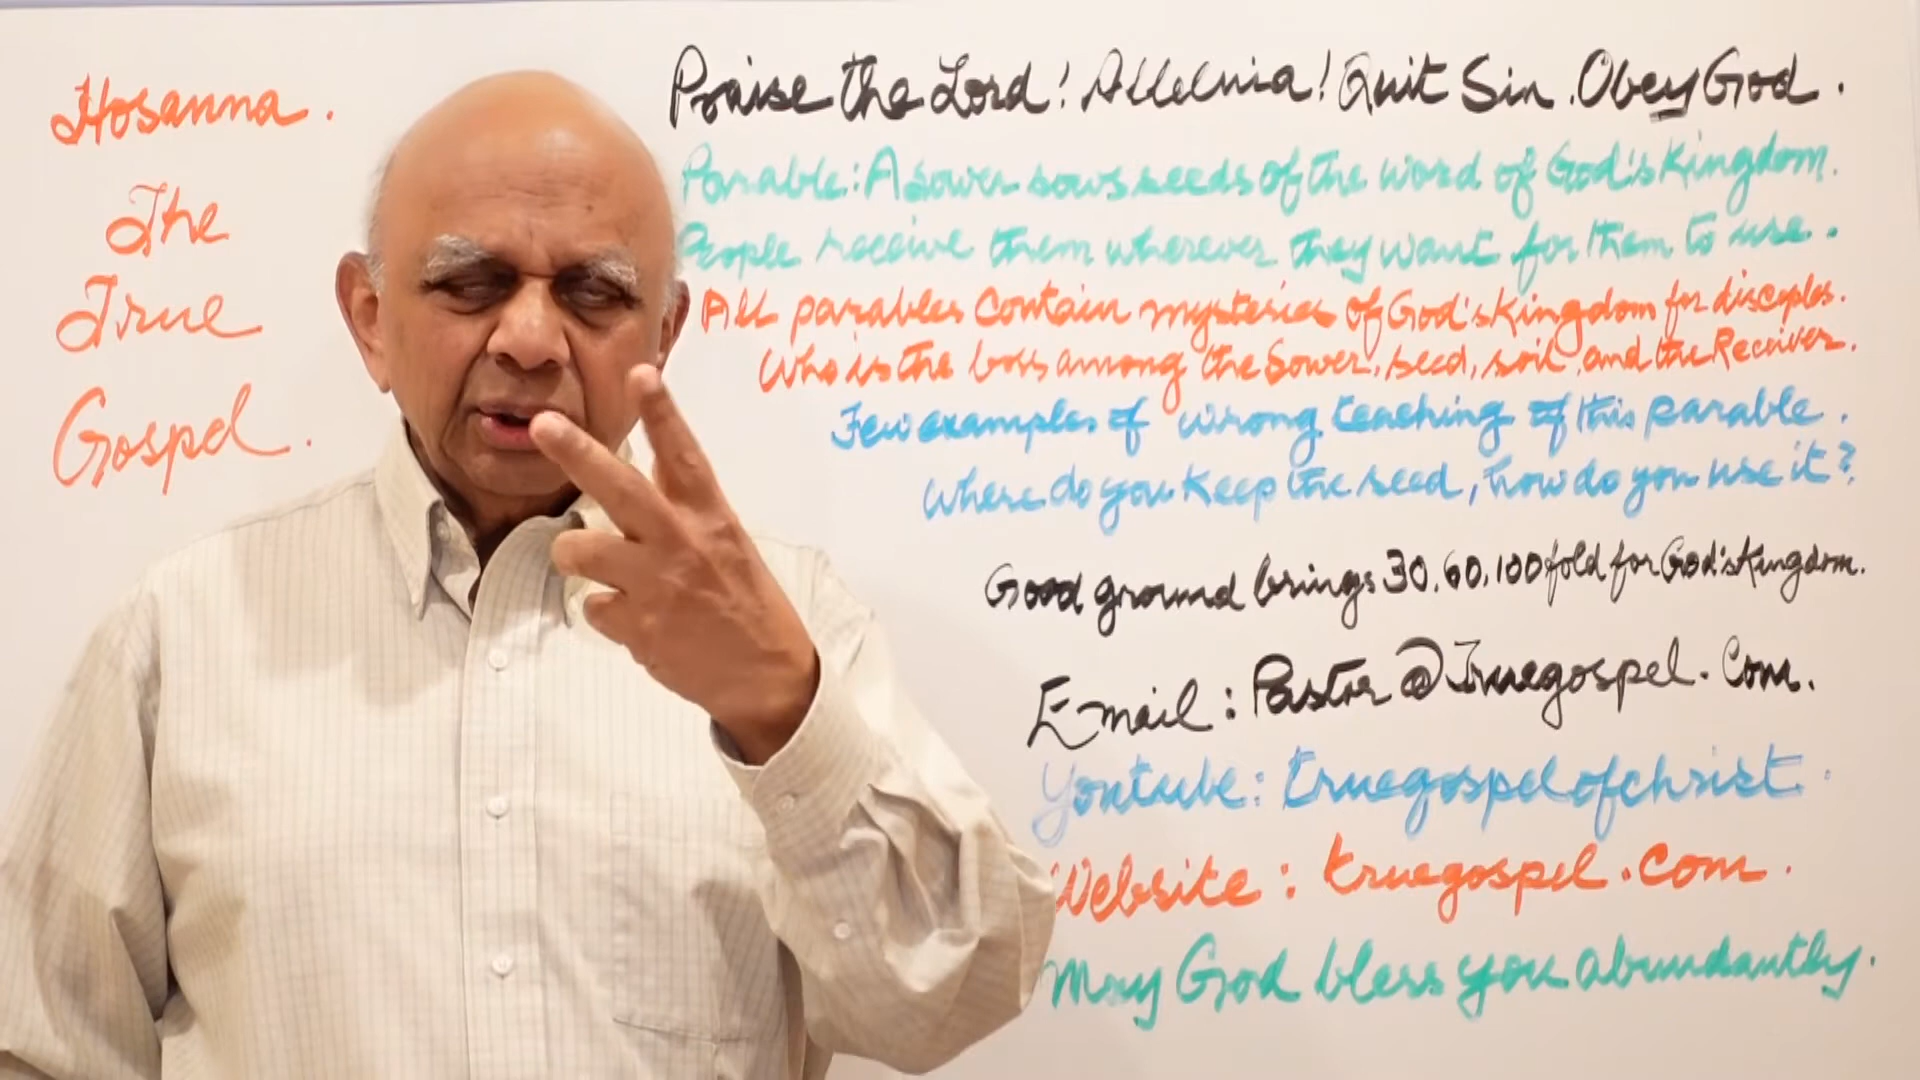 Hosanna.
The
True
Gospel.
Praise the Lord! Alleluia! Quit Sin. Obey God.
Parable: A sower sows seeds of the word of God's Kingdom.
People receive them wherever they want for them to use.
All parables contain mysteries of God's Kingdom for disciples.
Who is the boss among the Sower, seed, soil, and the Receiver.
Few examples of wrong teaching of this parable.
Where do you keep the seed, how do you use it?
Good ground brings 30, 60, 100 fold for God's Kingdom.
E-mail: Pastor@Truegospel.com.
Youtube: truegospelofchrist.
Website: truegospel.com.
May God bless you abundantly.